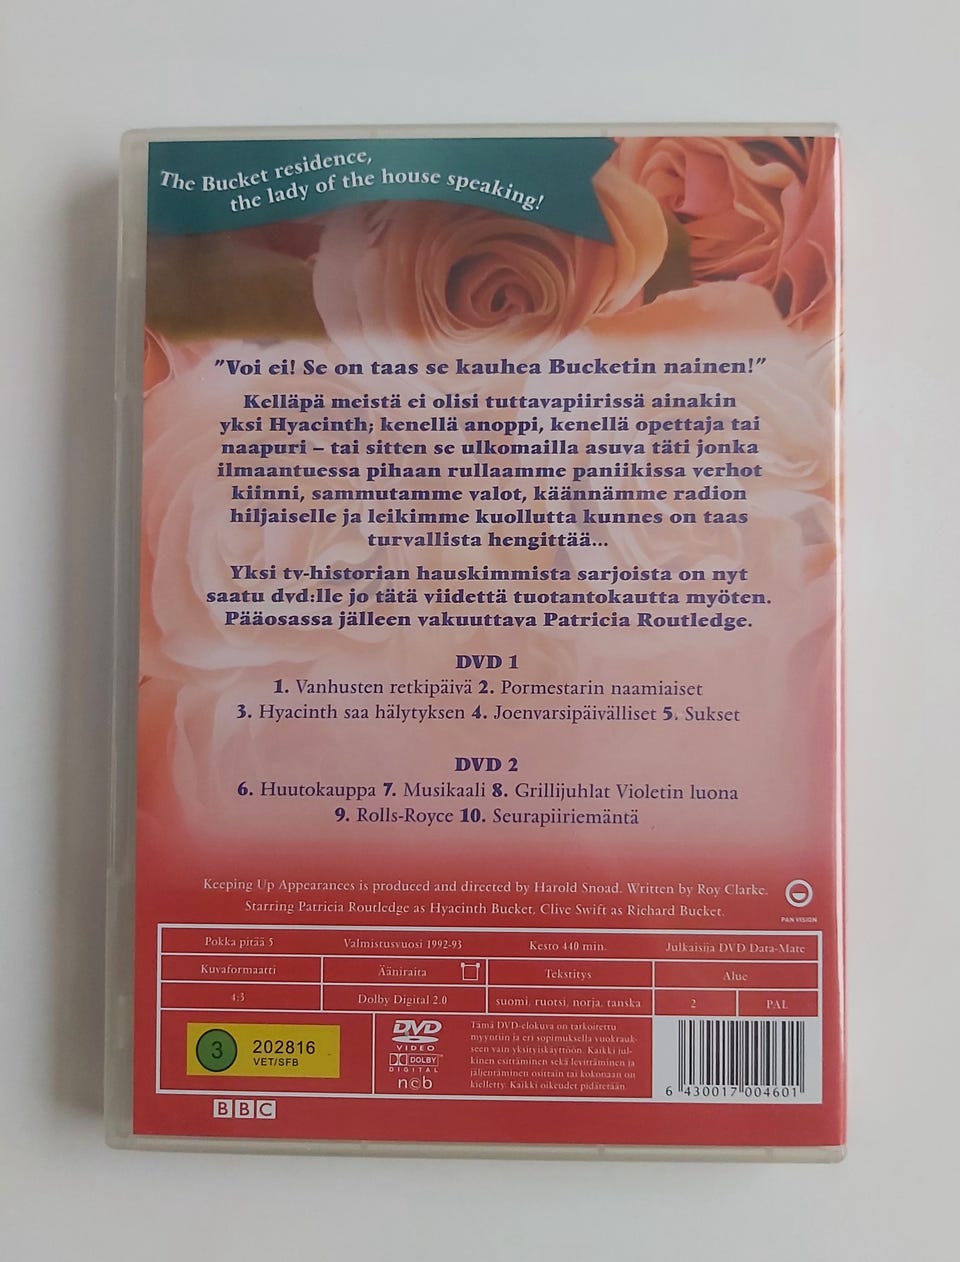 The Bucket residence,
the lady of the house speaking!
”Voi ei! Se on taas se kauhea Bucketin nainen!”
Kelläpä meistä ei olisi tuttavapiirissä ainakin
yksi Hyacinth; kenellä anoppi, kenellä opettaja tai
naapuri – tai sitten se ulkomailla asuva täti jonka
ilmaantuessa pihaan rullaamme paniikissa verhot
kiinni, sammutamme valot, käännämme radion
hiljaiselle ja leikimme kuollutta kunnes on taas
turvallista hengittää...
Yksi tv-historian hauskimmista sarjoista on nyt
saatu dvd:lle jo tätä viidettä tuotantokautta myöten.
Pääosassa jälleen vakuuttava Patricia Routledge.
DVD 1
1. Vanhusten retkipäivä 2. Pormestarin naamiaiset
3. Hyacinth saa hälytyksen 4. Joenvarsipäivälliset 5. Sukset
DVD 2
6. Huutokauppa 7. Musikaali 8. Grillijuhlat Violetin luona
9. Rolls-Royce 10. Seurapiiriemäntä
Keeping Up Appearances is produced and directed by Harold Snoad. Written by Roy Clarke.
Starring Patricia Routledge as Hyacinth Bucket, Clive Swift as Richard Bucket.
PAN VISION
Pokka pitää 5 Valmistusvuosi 1992-93 Kesto 440 min. Julkaisija DVD Data-Mate
Kuvaformaatti Ääniraita Tekstitys Alue
4:3 Dolby Digital 2.0 suomi, ruotsi, norja, tanska 2 PAL
3 202816
VET/SFB
DVD
VIDEO
DOLBY
DIGITAL
ncb
Tämä DVD-elokuva on tarkoitettu
myyntiin ja eri sopimuksella vuokrauk-
seen vain yksityiskäyttöön. Kaikki jul-
kinen esittäminen sekä levittäminen ja
jäljentäminen osittain tai kokonaan on
kielletty. Kaikki oikeudet pidätetään.
6 430017 004601
BBC